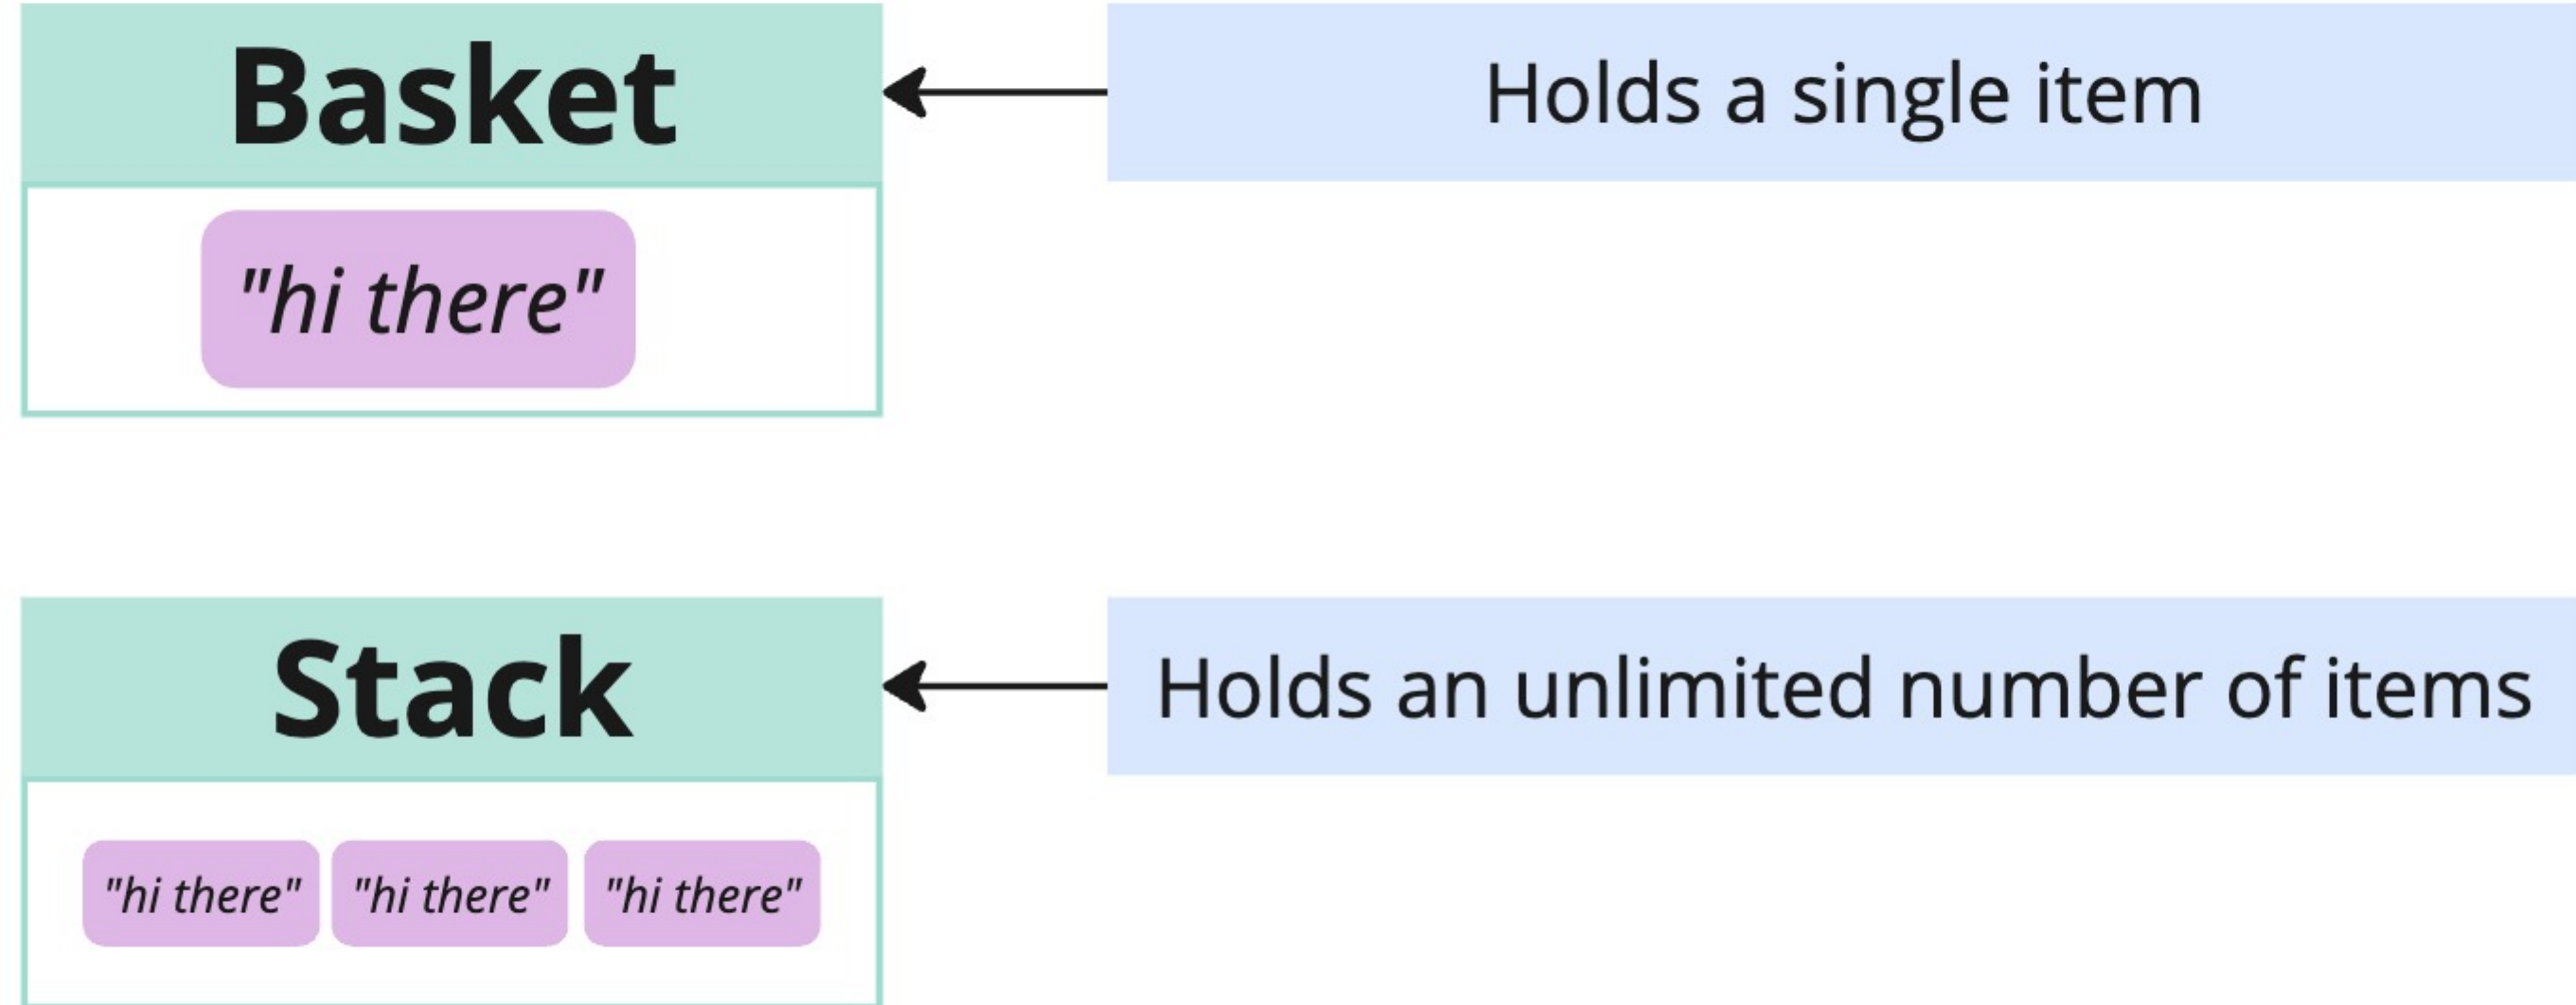 Basket
Holds a single item
"hi there"
Stack
Holds an unlimited number of items
"hi there" "hi there" "hi there"